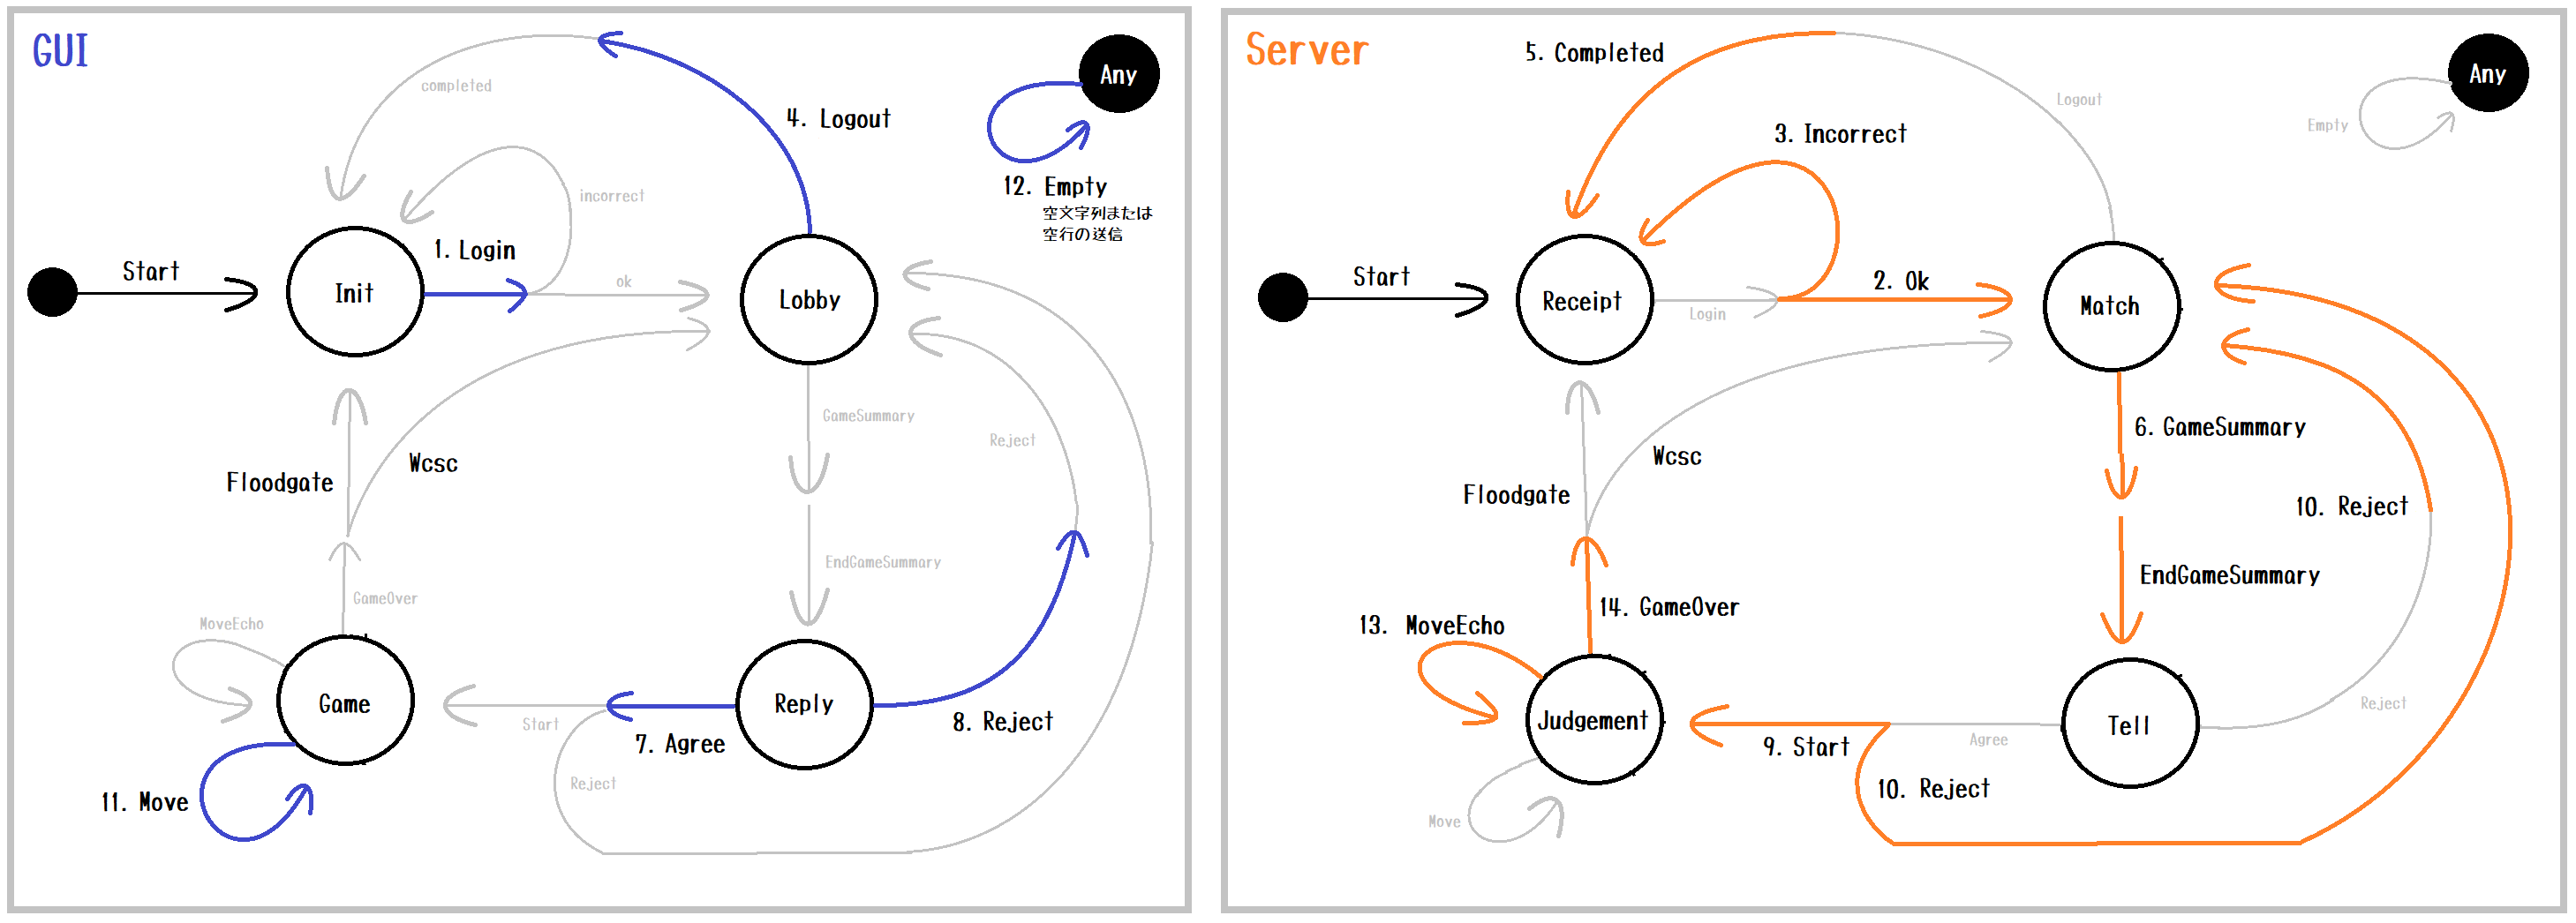 GUI
completed
4. Logout
Any
incorrect
12. Empty
空文字列または
空行の送信
1. Login
Start
Init
ok
Lobby
GameSummary
Reject
Wcsc
Floodgate
EndGameSummary
GameOver
MoveEcho
Game
Start
Reply
7. Agree
8. Reject
Reject
11. Move
Server
5. Completed
Logout
Any
Empty
3. Incorrect
Start
Receipt
2. Ok
Login
Match
6. GameSummary
Wcsc
Floodgate
10. Reject
EndGameSummary
14. GameOver
13. MoveEcho
Judgement
9. Start
Agree
Tell
Reject
10. Reject
Move